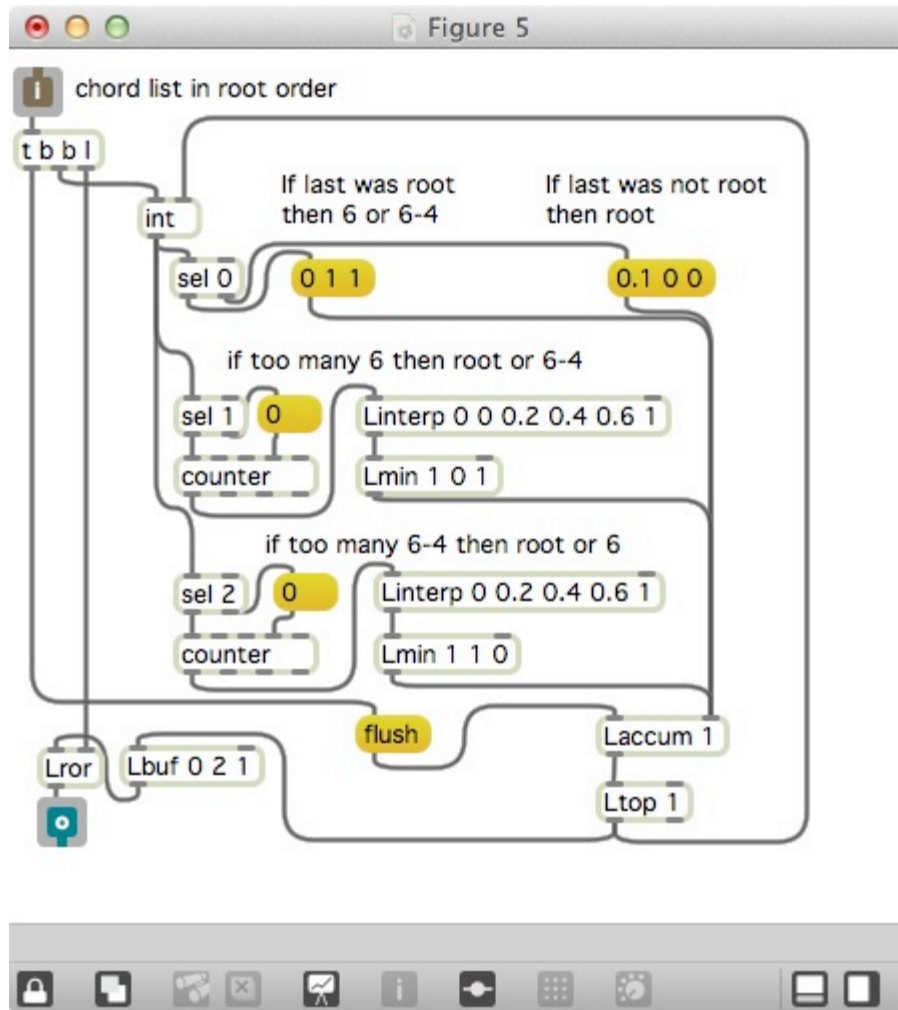 Figure 5
i
chord list in root order
t b b l
If last was root
then 6 or 6-4
If last was not root
then root
int
sel 0
0 1 1
0.1 0 0
if too many 6 then root or 6-4
sel 1
0
Linterp 0 0 0.2 0.4 0.6 1
counter
Lmin 1 0 1
if too many 6-4 then root or 6
sel 2
0
Linterp 0 0.2 0.4 0.6 1
counter
Lmin 1 1 0
flush
Laccum 1
Lror
Lbuf 0 2 1
Ltop 1
o
i